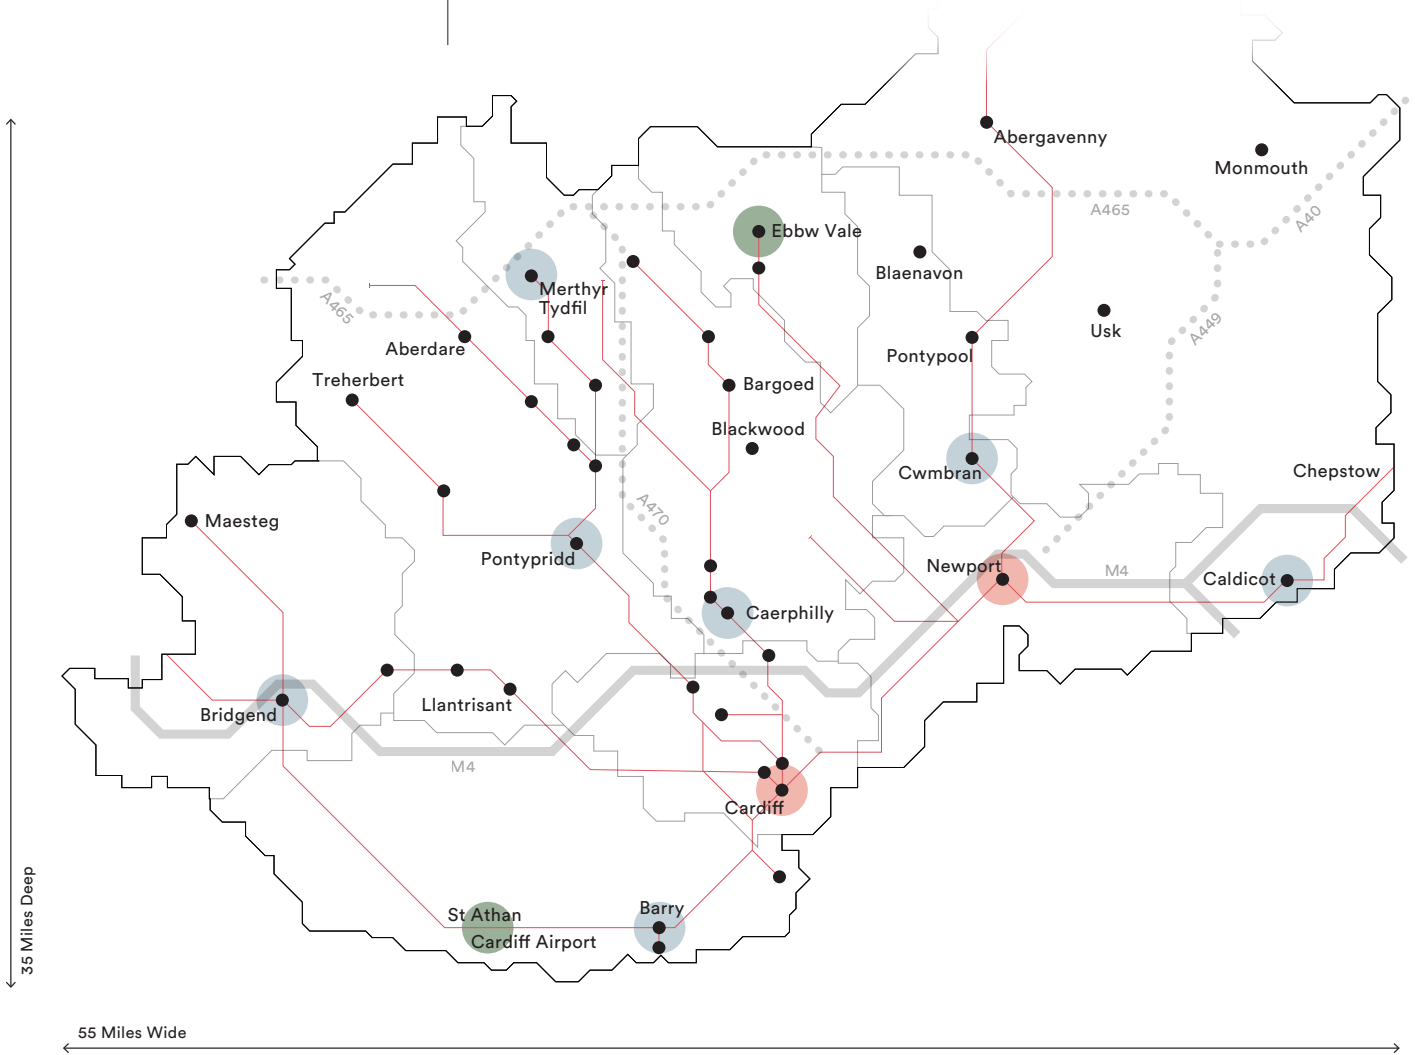 Abergavenny
Monmouth
A465
A40
Ebbw Vale
Blaenavon
Merthyr
Tydfil
A465
Usk
A449
Aberdare
Pontypool
Treherbert
Bargoed
Blackwood
Cwmbran
Chepstow
Maesteg
A470
Pontypridd
Newport
M4
Caldicot
Caerphilly
Llantrisant
Bridgend
M4
Cardiff
St Athan
Barry
Cardiff Airport
35 Miles Deep
55 Miles Wide